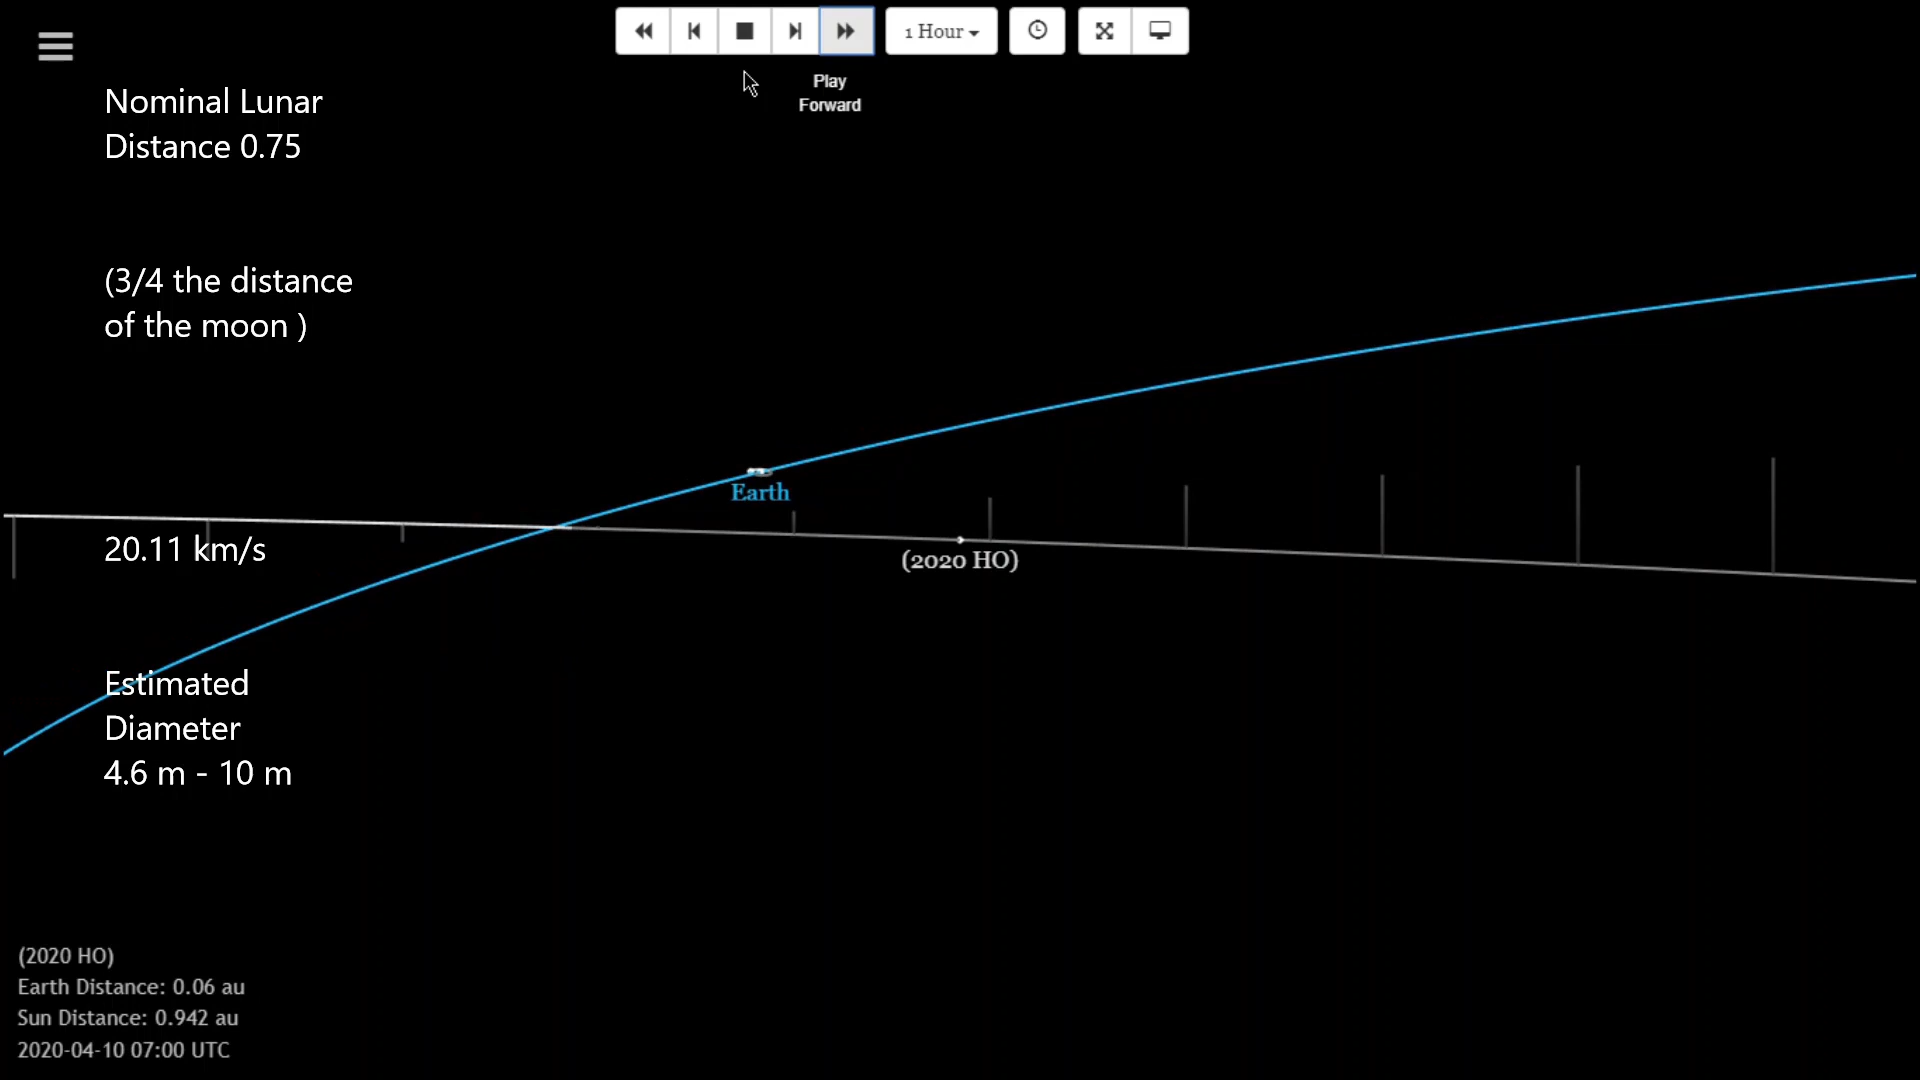 1 Hour
Play
Forward
Nominal Lunar
Distance 0.75
(3/4 the distance
of the moon )
Earth
20.11 km/s
(2020 HO)
Estimated
Diameter
4.6 m - 10 m
(2020 HO)
Earth Distance: 0.06 au
Sun Distance: 0.942 au
2020-04-10 07:00 UTC